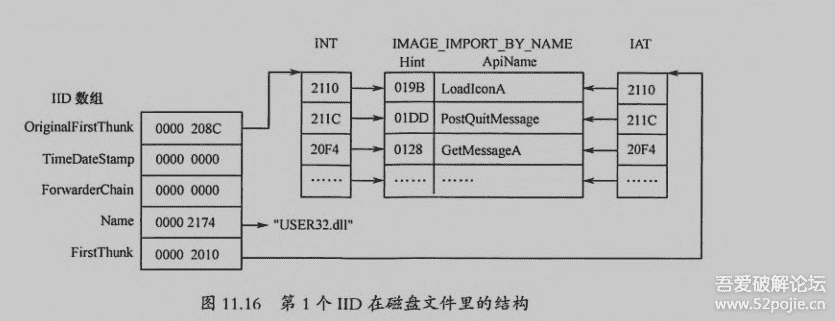 INT IMAGE_IMPORT_BY_NAME IAT
Hint ApiName
IID 数组
2110 019B LoadIconA 2110
OriginalFirstThunk 0000 208C
211C 01DD PostQuitMessage 211C
TimeDateStamp 0000 0000
20F4 0128 GetMessageA 20F4
ForwarderChain 0000 0000
…… …… …… ……
Name 0000 2174 "USER32.dll"
FirstThunk 0000 2010
图 11.16 第 1 个 IID 在磁盘文件里的结构
吾爱破解论坛
www.52pojie.cn